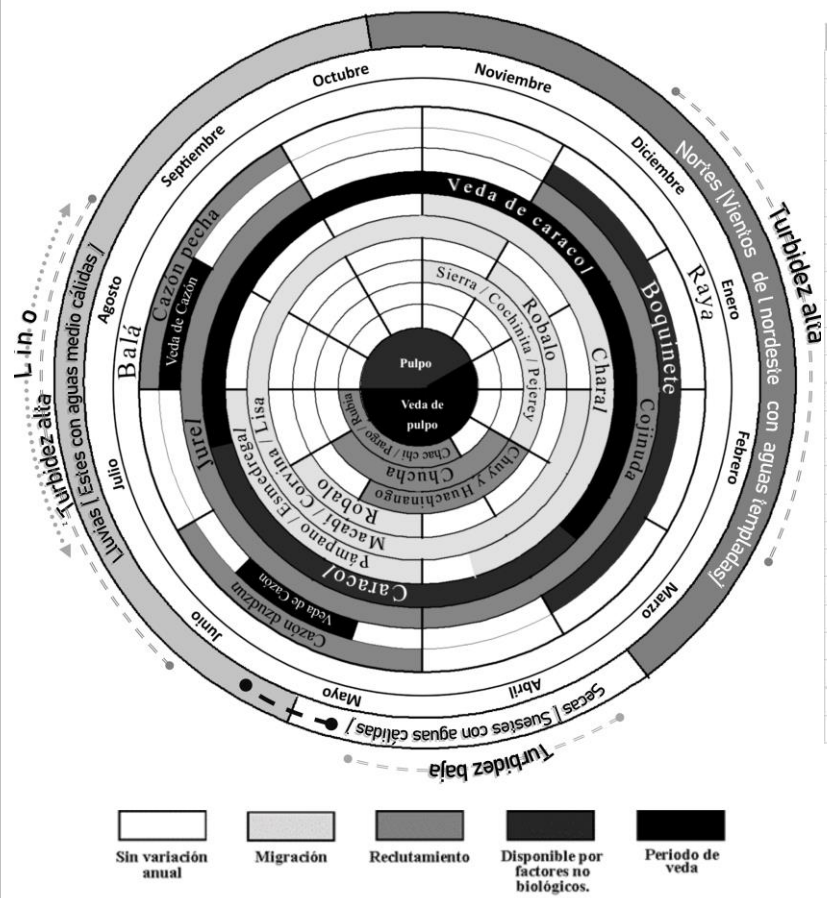 Octubre
Noviembre
Diciembre
Enero
Febrero
Marzo
Abril
Mayo
Junio
Julio
Agosto
Septiembre
Nortes [Vientos del nordeste con aguas templadas]
Turbidez alta
Secas [ Suestes con aguas cálidas ]
Turbidez baja
Lluvias [ Estes con aguas medio cálidas ]
Turbidez alta
Lino
Balá
Cazón pecha
Veda de Cazón
Jurel
Cazón dzudzun
Veda de Cazón
Raya
Boquinete
Cojinuda
Veda de caracol
Caracol
Charal
Robalo
Sierra / Cochinita / Pejerey
Pámpano / Esmedregal
Macabí / Corvina / Lisa
Robalo
Chuy y Huachinango
Chucha
Chac chi / Pargo / Rubia
Pulpo
Veda de
pulpo
Sin variación
anual
Migración
Reclutamiento
Disponible por
factores no
biológicos.
Periodo de
veda